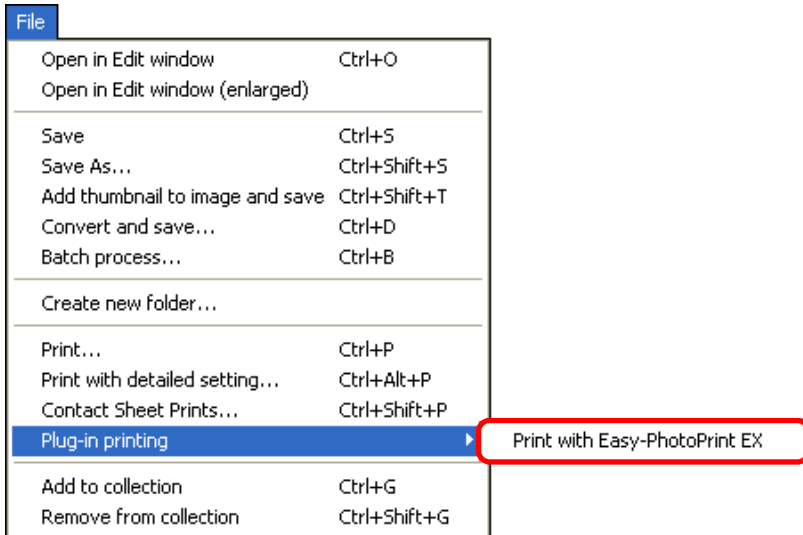 File
Open in Edit window Ctrl+O
Open in Edit window (enlarged)
Save Ctrl+S
Save As... Ctrl+Shift+S
Add thumbnail to image and save Ctrl+Shift+T
Convert and save... Ctrl+D
Batch process... Ctrl+B
Create new folder...
Print... Ctrl+P
Print with detailed setting... Ctrl+Alt+P
Contact Sheet Prints... Ctrl+Shift+P
Plug-in printing Print with Easy-PhotoPrint EX
Add to collection Ctrl+G
Remove from collection Ctrl+Shift+G